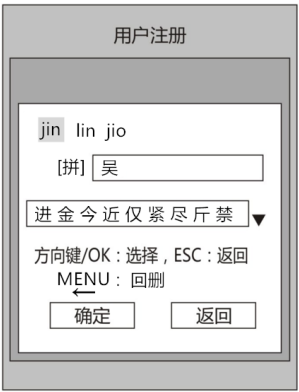 用户注册
jin lin jio
[拼] 吴
进金今近仅紧尽斤禁
方向键/OK：选择，ESC：返回
MENU：回删
确定 返回